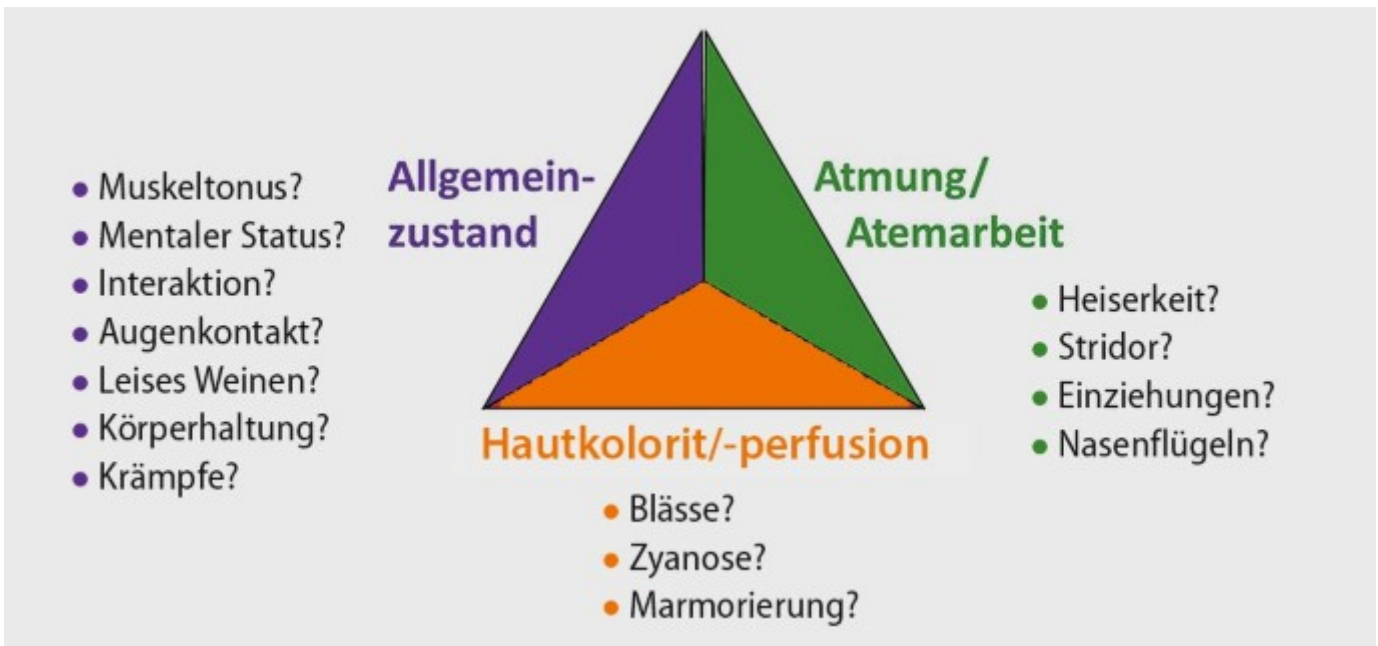 Allgemein-
zustand
• Muskeltonus?
• Mentaler Status?
• Interaktion?
• Augenkontakt?
• Leises Weinen?
• Körperhaltung?
• Krämpfe?
Atmung/
Atemarbeit
• Heiserkeit?
• Stridor?
• Einziehungen?
• Nasenflügeln?
Hautkolorit/-perfusion
• Blässe?
• Zyanose?
• Marmorierung?